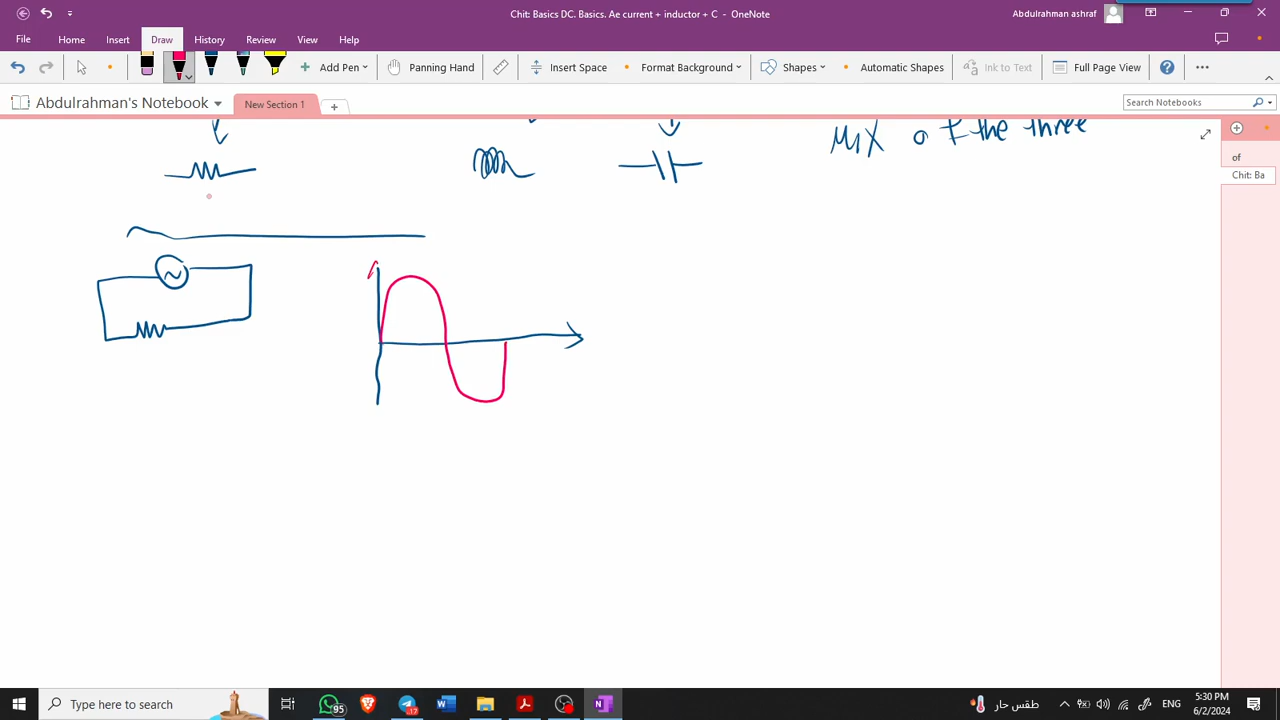 Chit: Basics DC. Basics. Ae current + inductor + C - OneNote
Abdulrahman ashraf
File Home Insert Draw History Review View Help
Add Pen Panning Hand Insert Space Format Background Shapes Automatic Shapes Ink to Text Full Page View
Abdulrahman's Notebook New Section 1 Search Notebooks
Mix of the three
of
Chit: Ba
Type here to search
95
17
طقس حار
ENG
5:30 PM
6/2/2024